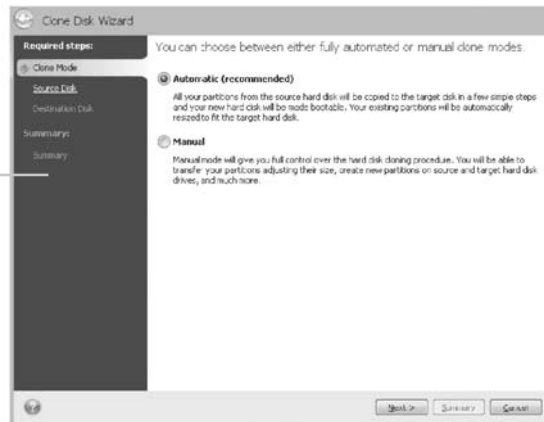 Clone Disk Wizard
Required steps:
Clone Mode
Source Disk
Destination Disk
Summary:
Summary
You can choose between either fully automated or manual clone modes.
Automatic (recommended)
All your partitions from the source hard disk will be copied to the target disk in a few simple steps
and your new hard disk will be made bootable. Your existing partitions will be automatically
resized to fit the target hard disk.
Manual
Manual mode will give you full control over the hard disk cloning procedure. You will be able to
transfer your partitions adjusting their size, create new partitions on source and target hard disk
drives, and much more.
Next >
Summary
Cancel